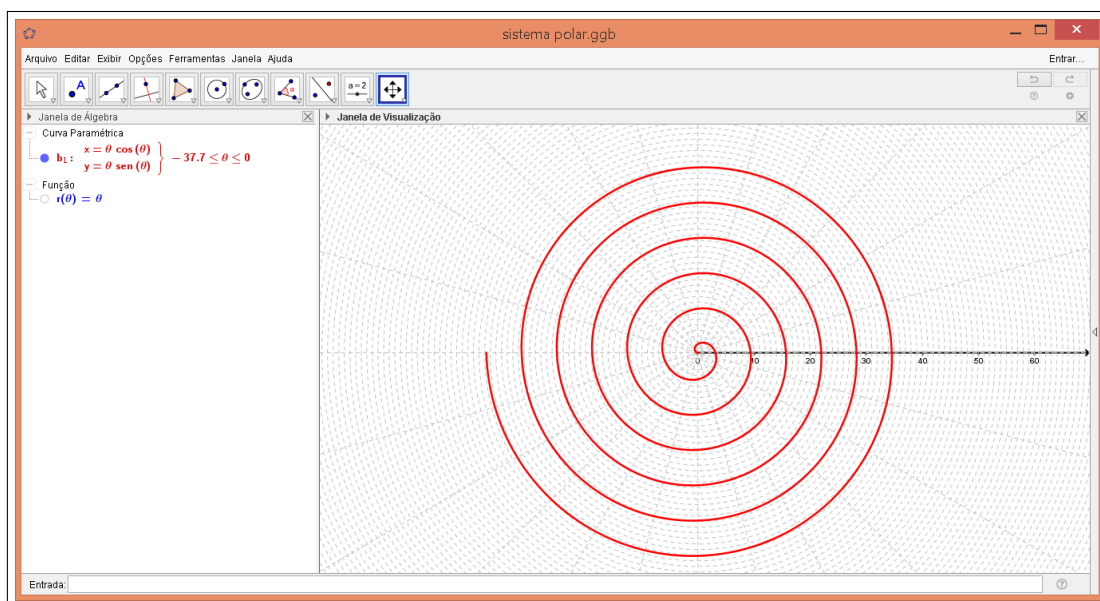 sistema polar.ggb
Arquivo Editar Exibir Opções Ferramentas Janela Ajuda Entrar...
A a=2
Janela de Álgebra
Janela de Visualização
Curva Paramétrica
b₁: x = θ cos (θ)
y = θ sen (θ) } − 37.7 ≤ θ ≤ 0
Função
r(θ) = θ
0 10 20 30 40 50 60
Entrada: